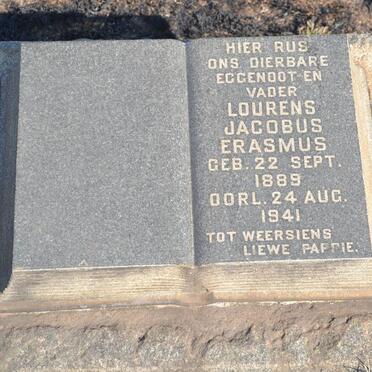 HIER RUS
ONS DIERBARE
EGGENOOT EN
VADER
LOURENS
JACOBUS
ERASMUS
GEB. 22 SEPT.
1889
OORL. 24 AUG.
1941
TOT WEERSIENS
LIEWE PAPPIE.